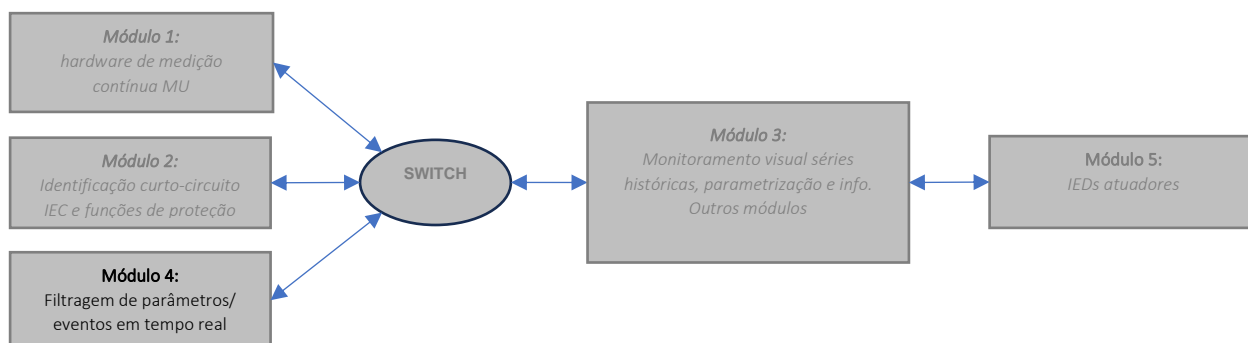 Módulo 1:
hardware de medição
contínua MU
Módulo 2:
Identificação curto-circuito
IEC e funções de proteção
Módulo 4:
Filtragem de parâmetros/
eventos em tempo real
SWITCH
Módulo 3:
Monitoramento visual séries
históricas, parametrização e info.
Outros módulos
Módulo 5:
IEDs atuadores